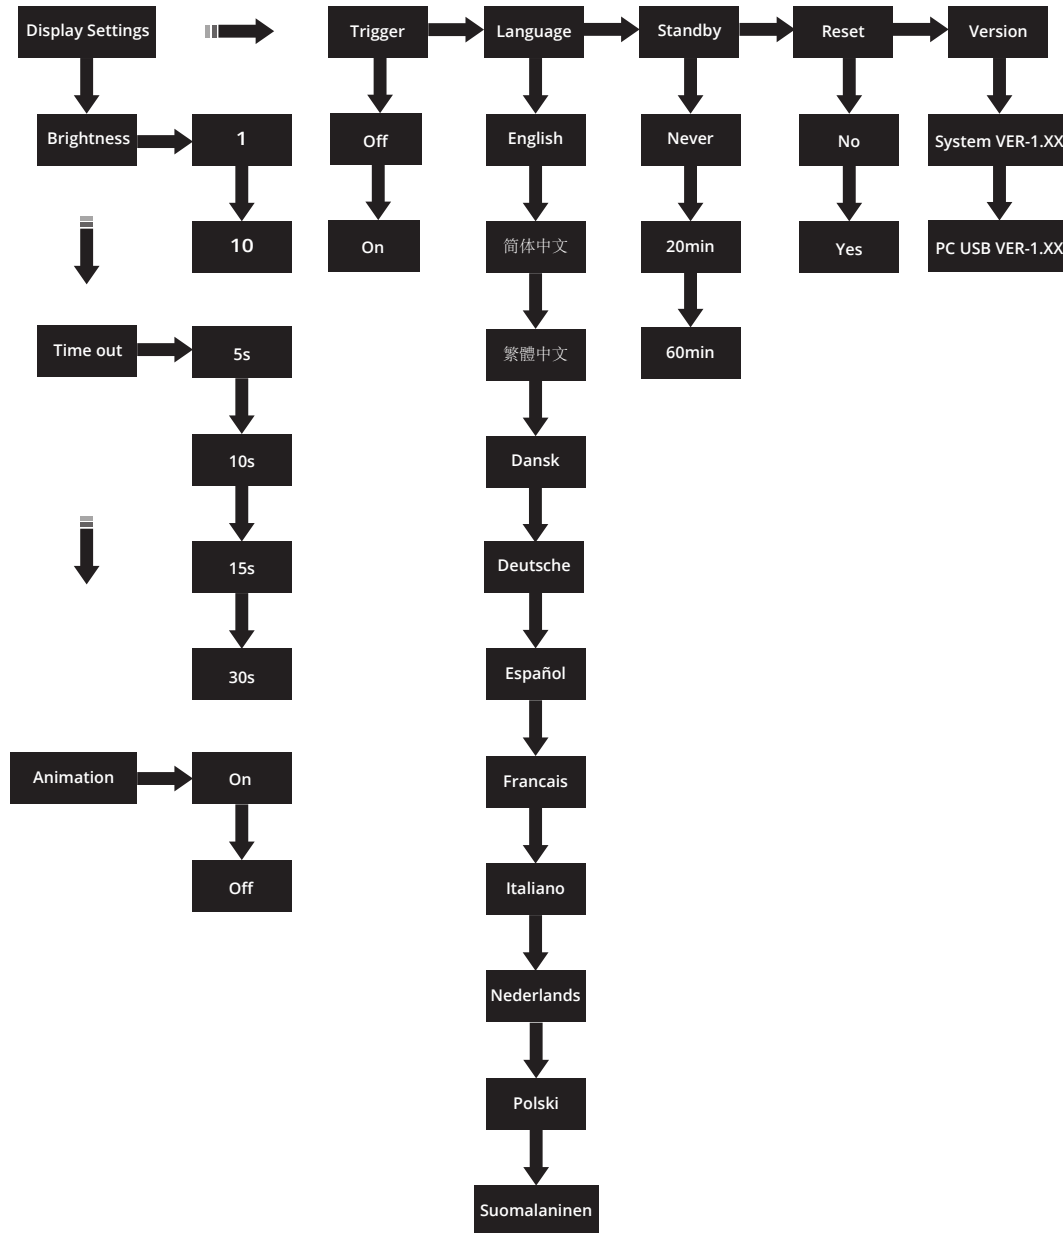 Display Settings
Trigger
Language
Standby
Reset
Version
Brightness
1
10
Time out
5s
10s
15s
30s
Animation
On
Off
Off
On
English
简体中文
繁體中文
Dansk
Deutsche
Español
Francais
Italiano
Nederlands
Polski
Suomalaninen
Never
20min
60min
No
Yes
System VER-1.XX
PC USB VER-1.XX